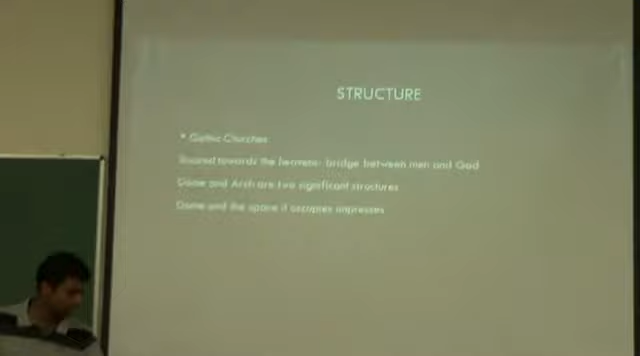 STRUCTURE
• Gothic Churches
Soared towards the heavens- bridge between men and God
Dome and Arch are two significant structures
Dome and the space it occupies impresses